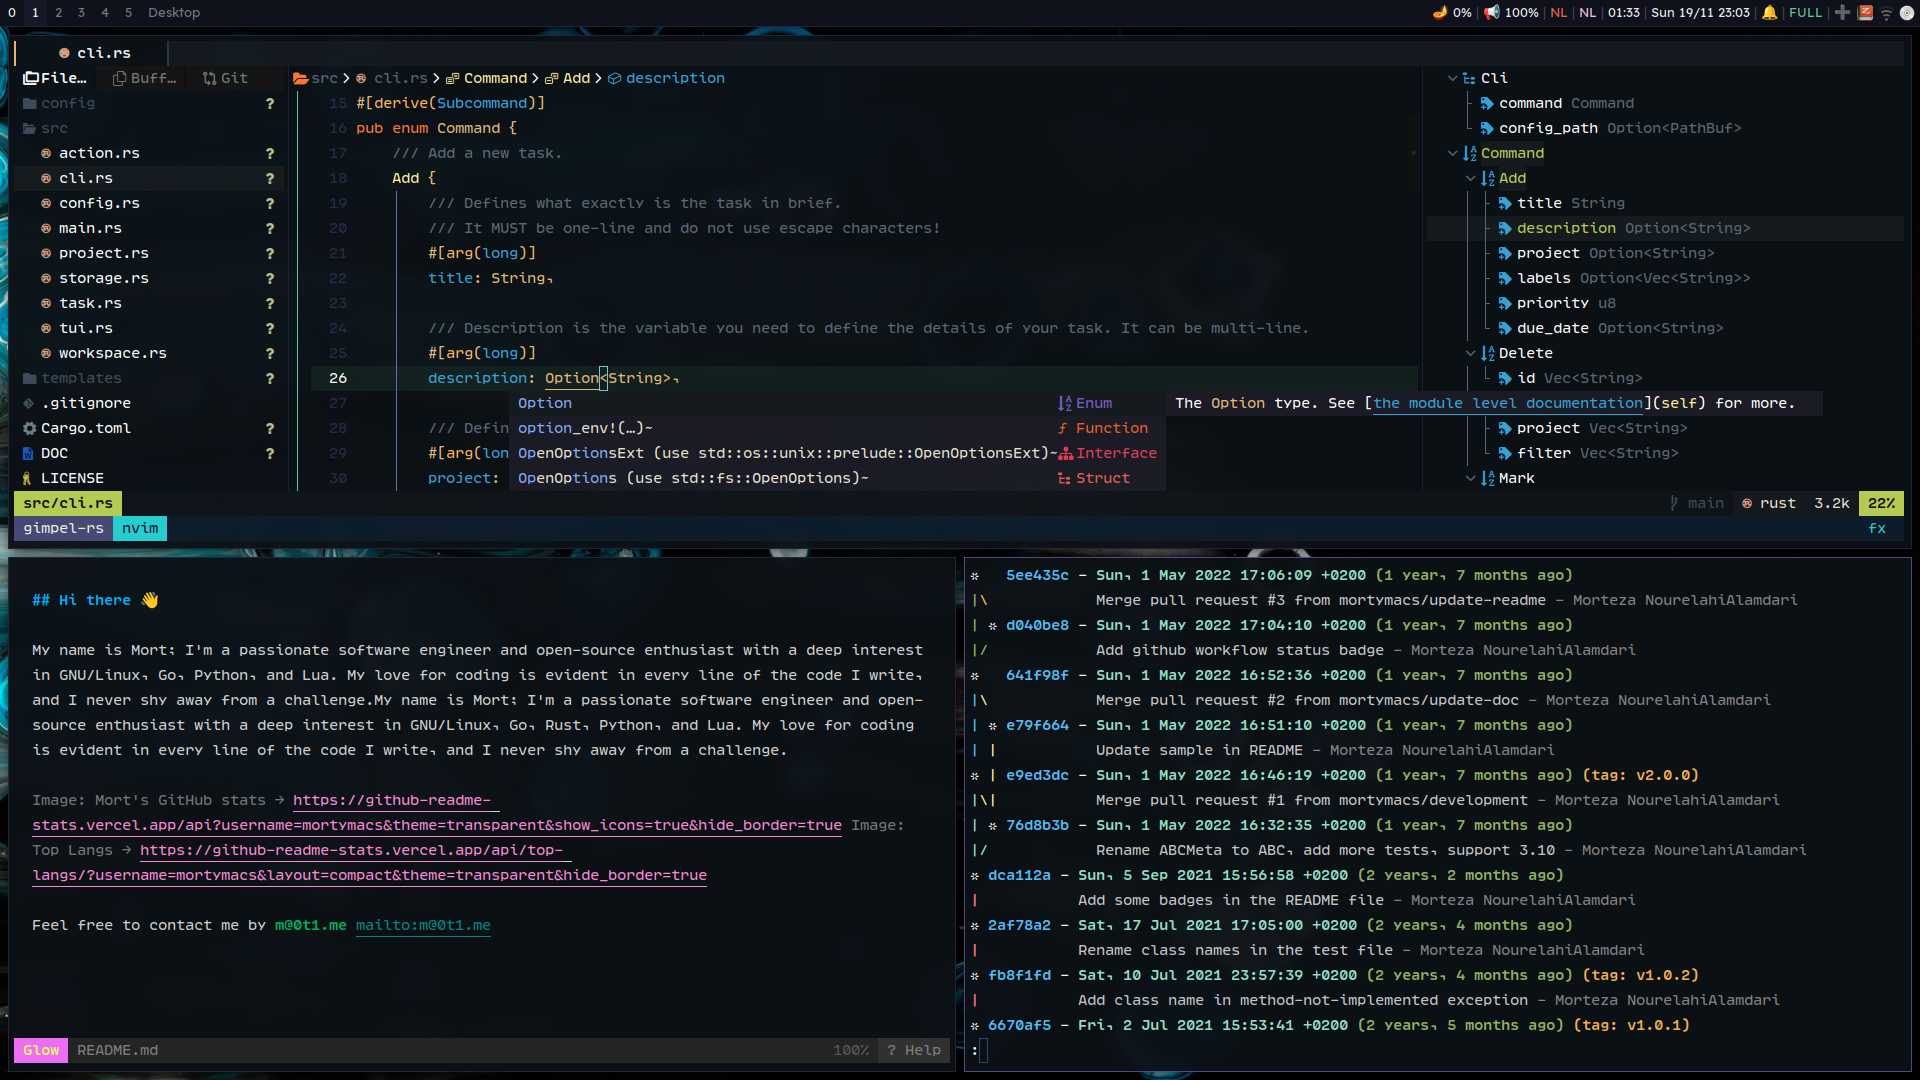 0 1 2 3 4 5 Desktop
0% | 100% | NL | NL | 01:33 | Sun 19/11 23:03 | FULL |
cli.rs
File… Buff… Git
config ?
src
action.rs ?
cli.rs ?
config.rs ?
main.rs ?
project.rs ?
storage.rs ?
task.rs ?
tui.rs ?
workspace.rs ?
templates ?
.gitignore
Cargo.toml ?
DOC ?
LICENSE
src > cli.rs > Command > Add > description
15 #[derive(Subcommand)]
16 pub enum Command {
17 /// Add a new task.
18 Add {
19 /// Defines what exactly is the task in brief.
20 /// It MUST be one-line and do not use escape characters!
21 #[arg(long)]
22 title: String,
23
24 /// Description is the variable you need to define the details of your task. It can be multi-line.
25 #[arg(long)]
26 description: Option<String>,
27
28 /// Defin
29 #[arg(lon
30 project:
Option Enum
option_env!(…)~ Function
OpenOptionsExt (use std::os::unix::prelude::OpenOptionsExt)~ Interface
OpenOptions (use std::fs::OpenOptions)~ Struct
The Option type. See [the module level documentation](self) for more.
Cli
command Command
config_path Option<PathBuf>
Command
Add
title String
description Option<String>
project Option<String>
labels Option<Vec<String>>
priority u8
due_date Option<String>
Delete
id Vec<String>
project Vec<String>
filter Vec<String>
Mark
src/cli.rs main rust 3.2k 22%
gimpel-rs nvim fx
## Hi there 👋
My name is Mort; I'm a passionate software engineer and open-source enthusiast with a deep interest
in GNU/Linux, Go, Python, and Lua. My love for coding is evident in every line of the code I write,
and I never shy away from a challenge.My name is Mort; I'm a passionate software engineer and open-
source enthusiast with a deep interest in GNU/Linux, Go, Rust, Python, and Lua. My love for coding
is evident in every line of the code I write, and I never shy away from a challenge.
Image: Mort's GitHub stats → https://github-readme-
stats.vercel.app/api?username=mortymacs&theme=transparent&show_icons=true&hide_border=true Image:
Top Langs → https://github-readme-stats.vercel.app/api/top-
langs/?username=mortymacs&layout=compact&theme=transparent&hide_border=true
Feel free to contact me by m@0t1.me mailto:m@0t1.me
Glow README.md 100% ? Help
* 5ee435c - Sun, 1 May 2022 17:06:09 +0200 (1 year, 7 months ago)
|\ Merge pull request #3 from mortymacs/update-readme - Morteza NourelahiAlamdari
| * d040be8 - Sun, 1 May 2022 17:04:10 +0200 (1 year, 7 months ago)
|/ Add github workflow status badge - Morteza NourelahiAlamdari
* 641f98f - Sun, 1 May 2022 16:52:36 +0200 (1 year, 7 months ago)
|\ Merge pull request #2 from mortymacs/update-doc - Morteza NourelahiAlamdari
| * e79f664 - Sun, 1 May 2022 16:51:10 +0200 (1 year, 7 months ago)
| | Update sample in README - Morteza NourelahiAlamdari
* | e9ed3dc - Sun, 1 May 2022 16:46:19 +0200 (1 year, 7 months ago) (tag: v2.0.0)
|\| Merge pull request #1 from mortymacs/development - Morteza NourelahiAlamdari
| * 76d8b3b - Sun, 1 May 2022 16:32:35 +0200 (1 year, 7 months ago)
|/ Rename ABCMeta to ABC, add more tests, support 3.10 - Morteza NourelahiAlamdari
* dca112a - Sun, 5 Sep 2021 15:56:58 +0200 (2 years, 2 months ago)
| Add some badges in the README file - Morteza NourelahiAlamdari
* 2af78a2 - Sat, 17 Jul 2021 17:05:00 +0200 (2 years, 4 months ago)
| Rename class names in the test file - Morteza NourelahiAlamdari
* fb8f1fd - Sat, 10 Jul 2021 23:57:39 +0200 (2 years, 4 months ago) (tag: v1.0.2)
| Add class name in method-not-implemented exception - Morteza NourelahiAlamdari
* 6670af5 - Fri, 2 Jul 2021 15:53:41 +0200 (2 years, 5 months ago) (tag: v1.0.1)
: